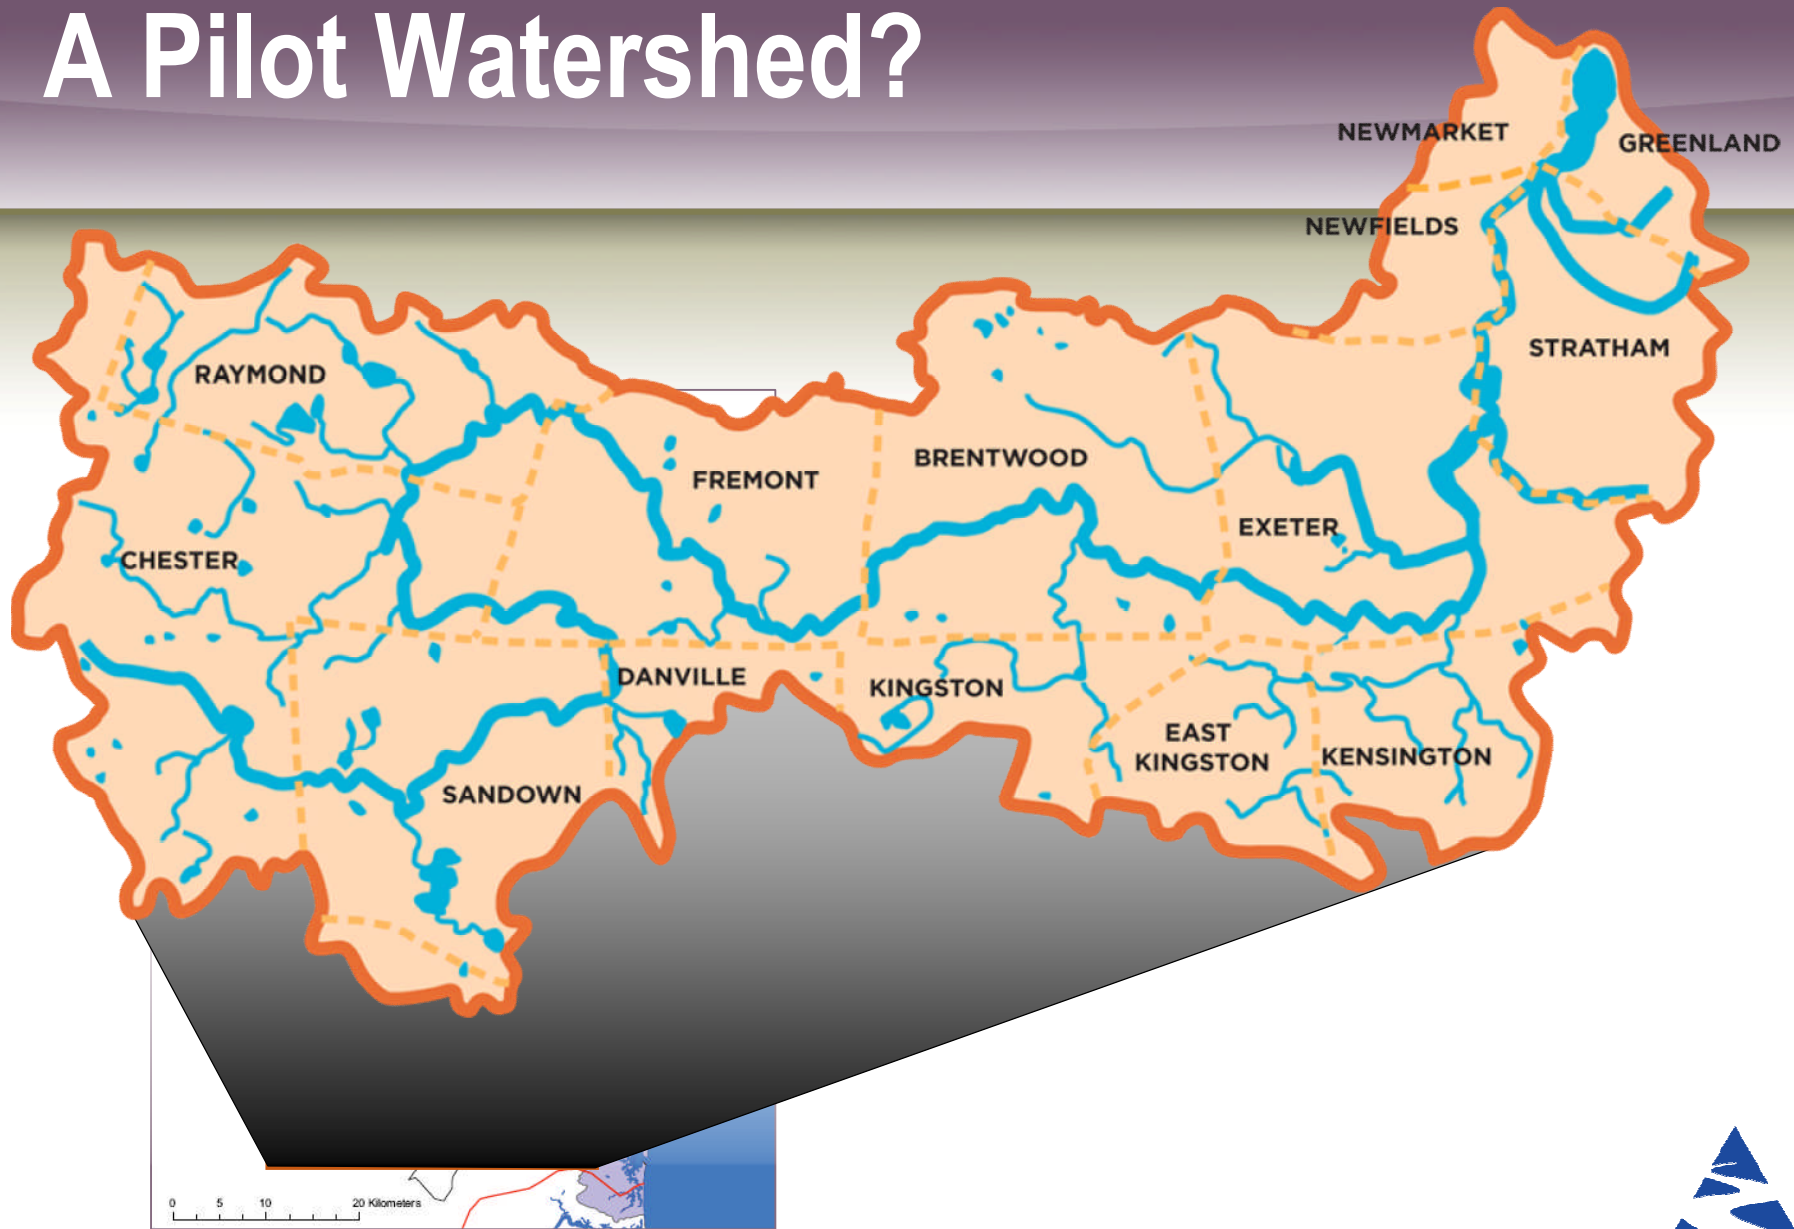 A Pilot Watershed?
NEWMARKET
GREENLAND
NEWFIELDS
STRATHAM
RAYMOND
BRENTWOOD
FREMONT
EXETER
CHESTER
DANVILLE
KINGSTON
EAST
KINGSTON
KENSINGTON
SANDOWN
0 5 10 20 Kilometers